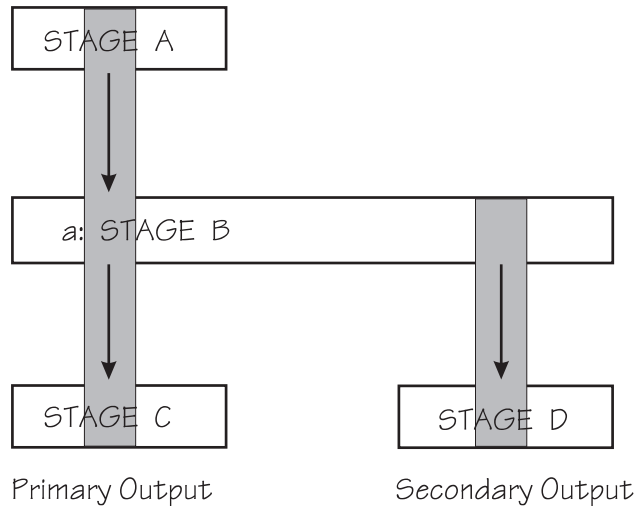 STAGE A
a: STAGE B
STAGE C
STAGE D
Primary Output
Secondary Output